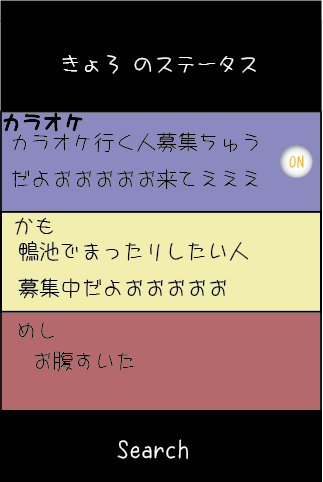 きょろ のステータス
カラオケ
カラオケ行く人募集ちゅう
ON
だよおおおおお来てえええ
かも
鴨池でまったりしたい人
募集中だよおおおおお
めし
お腹すいた
Search